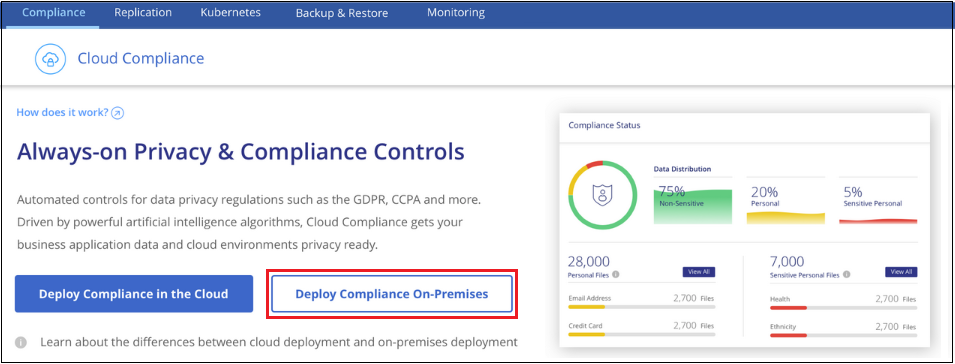 Compliance Replication Kubernetes Backup & Restore Monitoring
Cloud Compliance
How does it work?
Always-on Privacy & Compliance Controls
Automated controls for data privacy regulations such as the GDPR, CCPA and more.
Driven by powerful artificial intelligence algorithms, Cloud Compliance gets your
business application data and cloud environments privacy ready.
Deploy Compliance in the Cloud
Deploy Compliance On-Premises
Learn about the differences between cloud deployment and on-premises deployment
Compliance Status
Data Distribution
75%
Non-Sensitive
20%
Personal
5%
Sensitive Personal
28,000
Personal Files
View All
Email Address 2,700 Files
Credit Card 2,700 Files
7,000
Sensitive Personal Files
View All
Health 2,700 Files
Ethnicity 2,700 Files